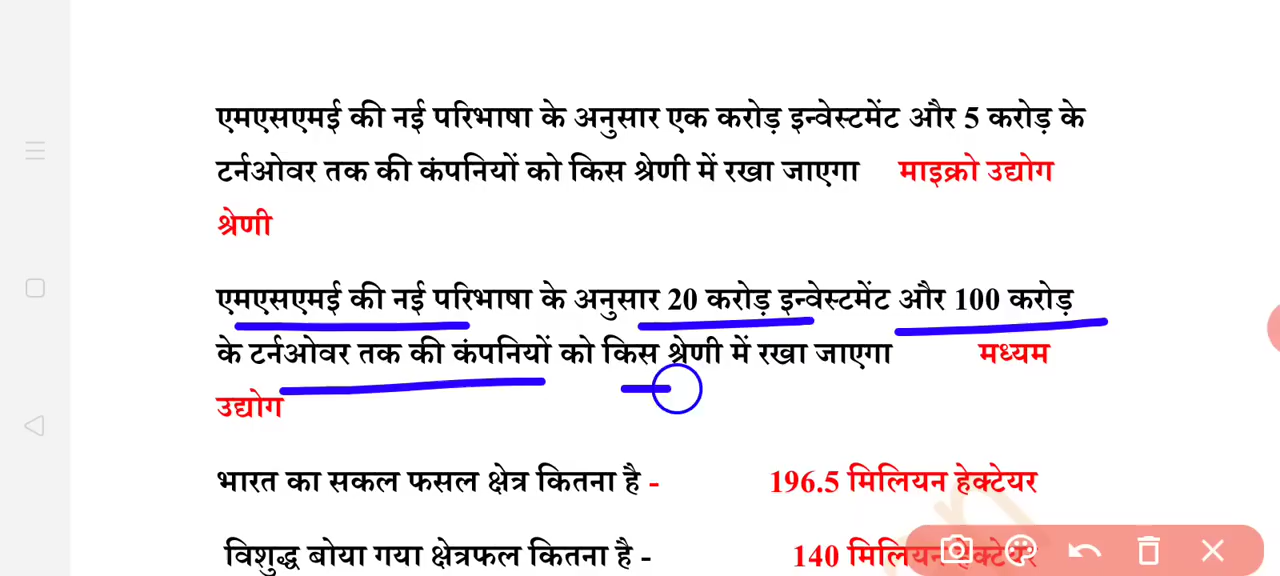 एमएसएमई की नई परिभाषा के अनुसार एक करोड़ इन्वेस्टमेंट और 5 करोड़ के
टर्नओवर तक की कंपनियों को किस श्रेणी में रखा जाएगा माइक्रो उद्योग
श्रेणी
एमएसएमई की नई परिभाषा के अनुसार 20 करोड़ इन्वेस्टमेंट और 100 करोड़
के टर्नओवर तक की कंपनियों को किस श्रेणी में रखा जाएगा मध्यम
उद्योग
भारत का सकल फसल क्षेत्र कितना है - 196.5 मिलियन हेक्टेयर
विशुद्ध बोया गया क्षेत्रफल कितना है - 140 मिलियन हेक्टेयर